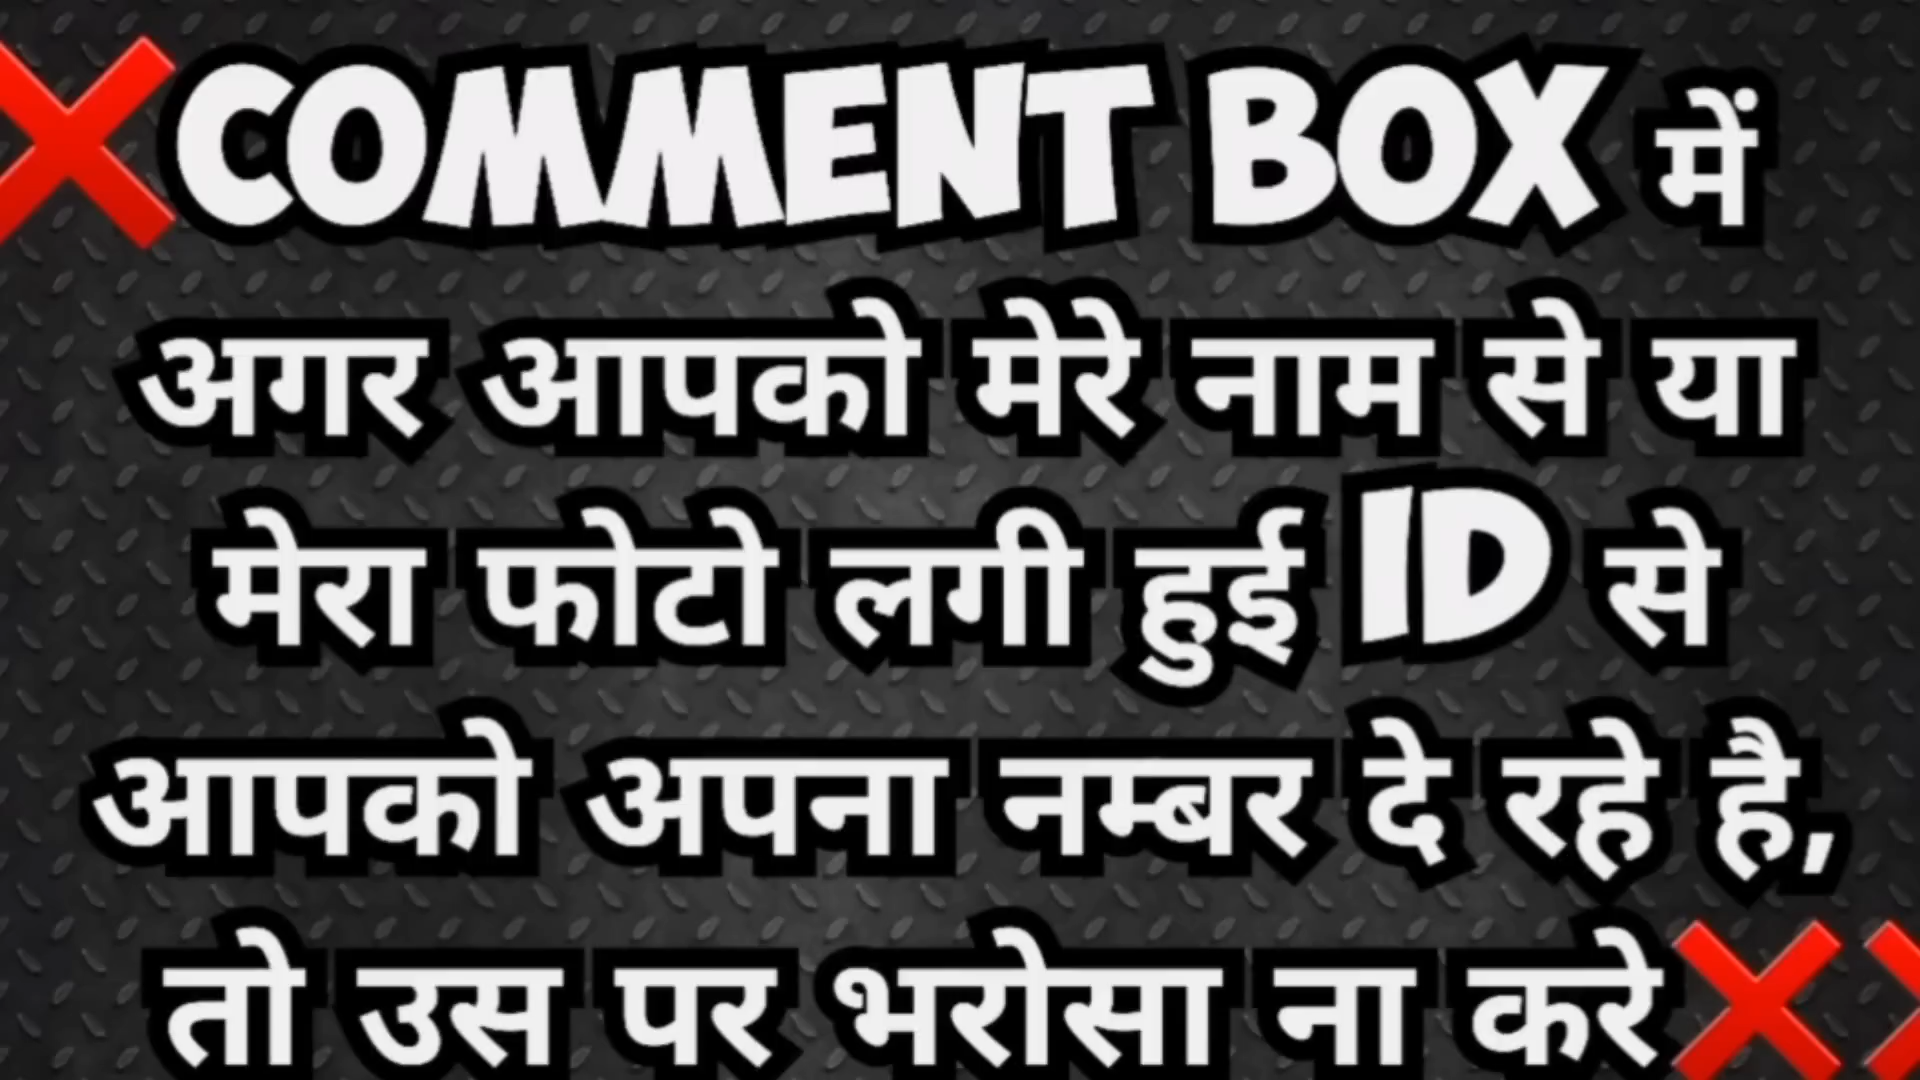 ❌COMMENT BOX में
अगर आपको मेरे नाम से या
मेरा फोटो लगी हुई ID से
आपको अपना नम्बर दे रहे है,
तो उस पर भरोसा ना करे❌❌